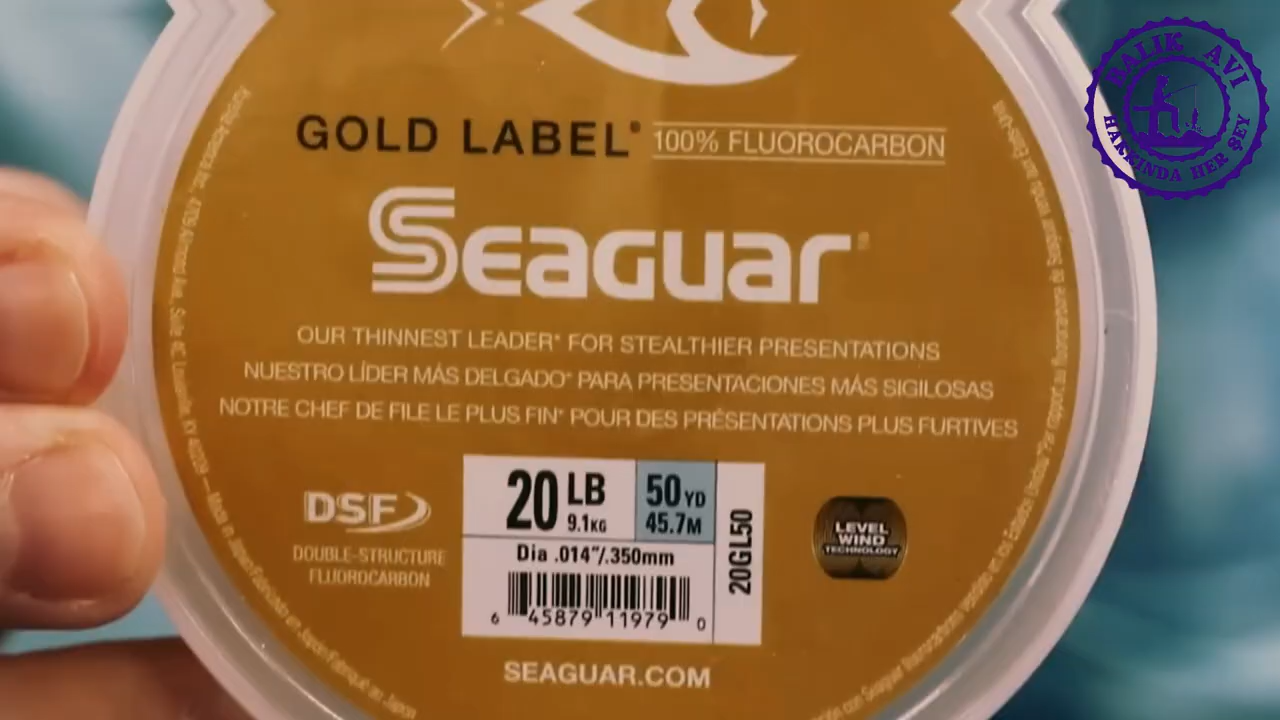 GOLD LABEL® 100% FLUOROCARBON
SEAGUAR®
OUR THINNEST LEADER* FOR STEALTHIER PRESENTATIONS
NUESTRO LÍDER MÁS DELGADO* PARA PRESENTACIONES MÁS SIGILOSAS
NOTRE CHEF DE FILE LE PLUS FIN* POUR DES PRÉSENTATIONS PLUS FURTIVES
DSF
DOUBLE-STRUCTURE
FLUOROCARBON
20 LB
9.1KG
50 YD
45.7M
Dia .014"/.350mm
6 45879 11979 0
20GL50
LEVEL
WIND
TECHNOLOGY
SEAGUAR.COM
BALIK AVI
HAKKINDA HER ŞEY